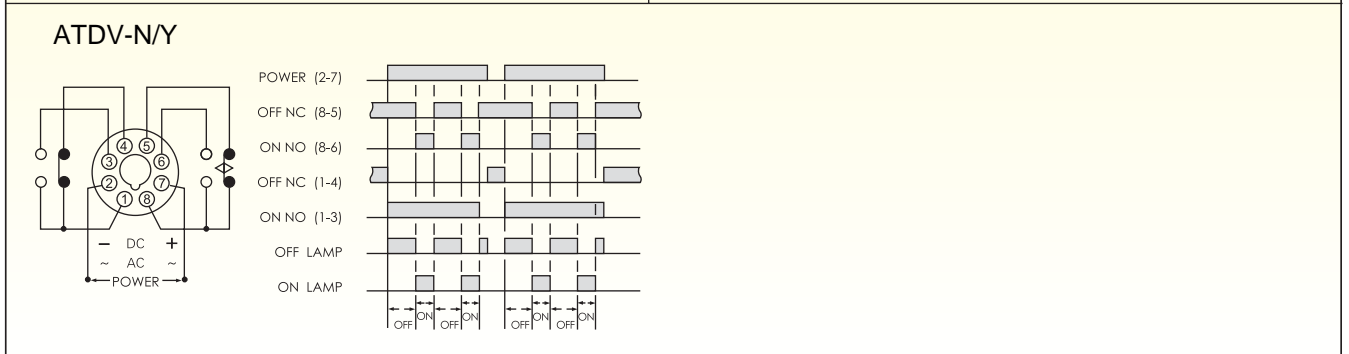 ATDV-N/Y
4 5
3 6
2 7
1 8
− DC +
~ AC ~
POWER
POWER (2-7)
OFF NC (8-5)
ON NO (8-6)
OFF NC (1-4)
ON NO (1-3)
OFF LAMP
ON LAMP
OFF ON OFF ON OFF ON OFF ON